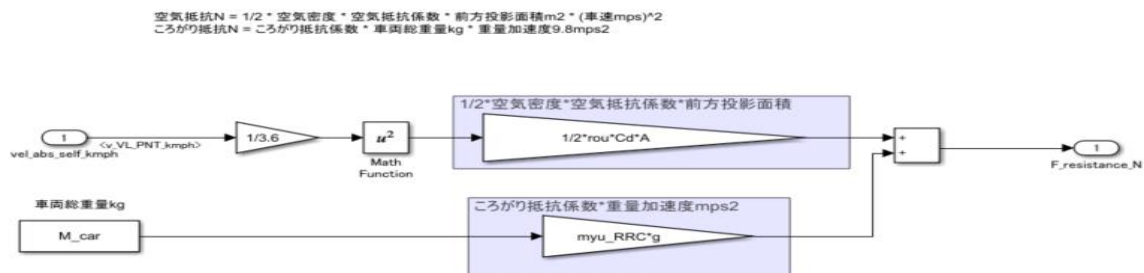 空気抵抗N = 1/2 * 空気密度 * 空気抵抗係数 * 前方投影面積m2 * (車速mps)^2
ころがり抵抗N = ころがり抵抗係数 * 車両総重量kg * 重量加速度9.8mps2
1/2*空気密度*空気抵抗係数*前方投影面積
1
<v_VL_PNT_kmph>
vel_abs_self_kmph
1/3.6
u²
Math
Function
1/2*rou*Cd*A
+
+
1
F_resistance_N
車両総重量kg
M_car
ころがり抵抗係数*重量加速度mps2
myu_RRC*g